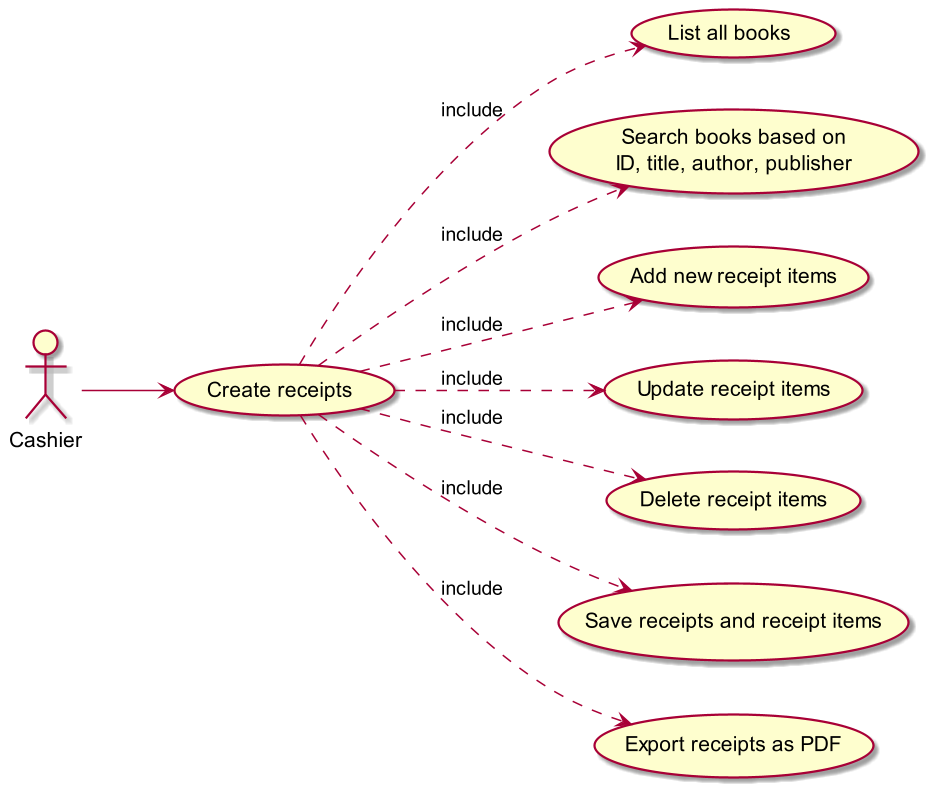 List all books
include
Search books based on
ID, title, author, publisher
include
Add new receipt items
include
Update receipt items
include
Create receipts
Cashier
include
Delete receipt items
include
Save receipts and receipt items
include
Export receipts as PDF